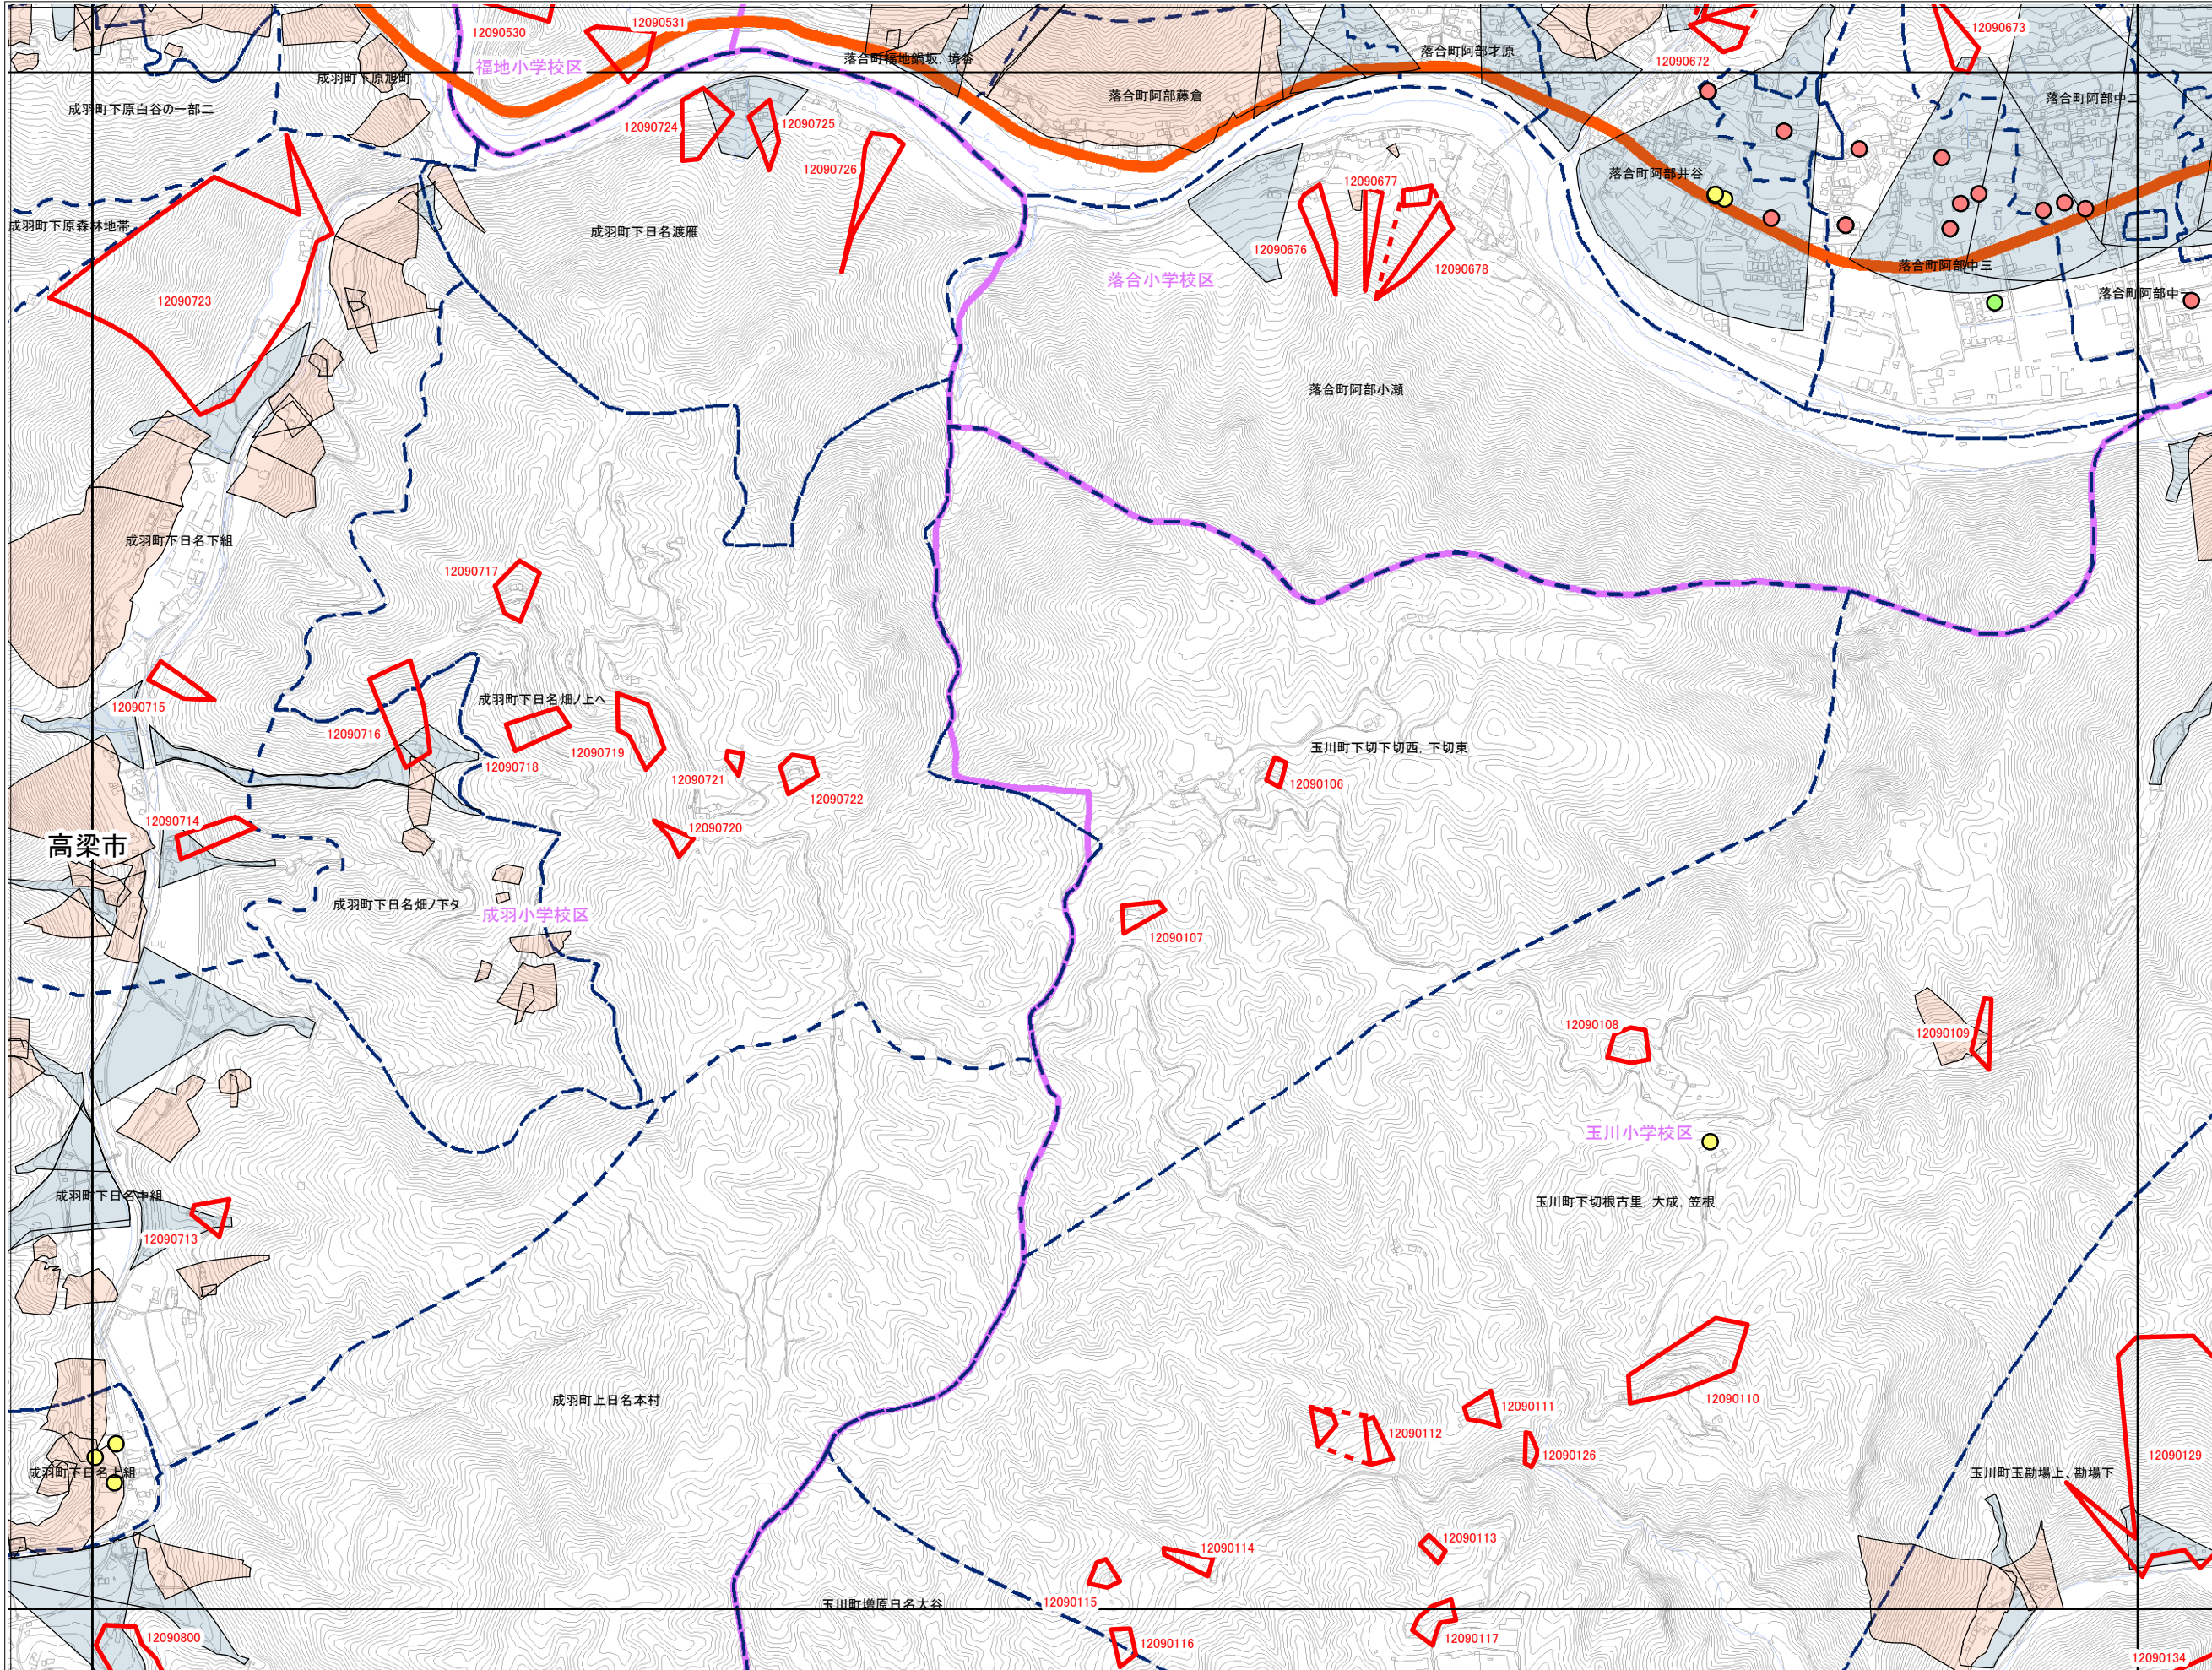 12090531
12090530
12090673
落合町阿部才原
落合町福地鍋坂, 境谷
12090672
福地小学校区
成羽町下原旭町
落合町阿部藤倉
落合町阿部中二
成羽町下原白谷の一部二
12090724
12090725
12090726
落合町阿部井谷
12090677
成羽町下原森林地帯
成羽町下日名渡雁
12090676
12090678
落合町阿部中三
落合小学校区
落合町阿部中一
12090723
落合町阿部小瀬
成羽町下日名下組
12090717
成羽町下日名畑ノ上へ
12090715
12090716
12090719
12090718
玉川町下切下切西, 下切東
12090721
12090106
12090722
12090714
12090720
高梁市
成羽町下日名畑ノ下タ
成羽小学校区
12090107
12090108
12090109
玉川小学校区
成羽町下日名中組
玉川町下切根古里, 大成, 笠根
12090713
成羽町上日名本村
12090110
12090111
12090112
12090126
12090129
成羽町下日名上組
玉川町玉勘場上、勘場下
12090113
12090114
12090115
玉川町増原日名大谷
12090800
12090116
12090117
12090134